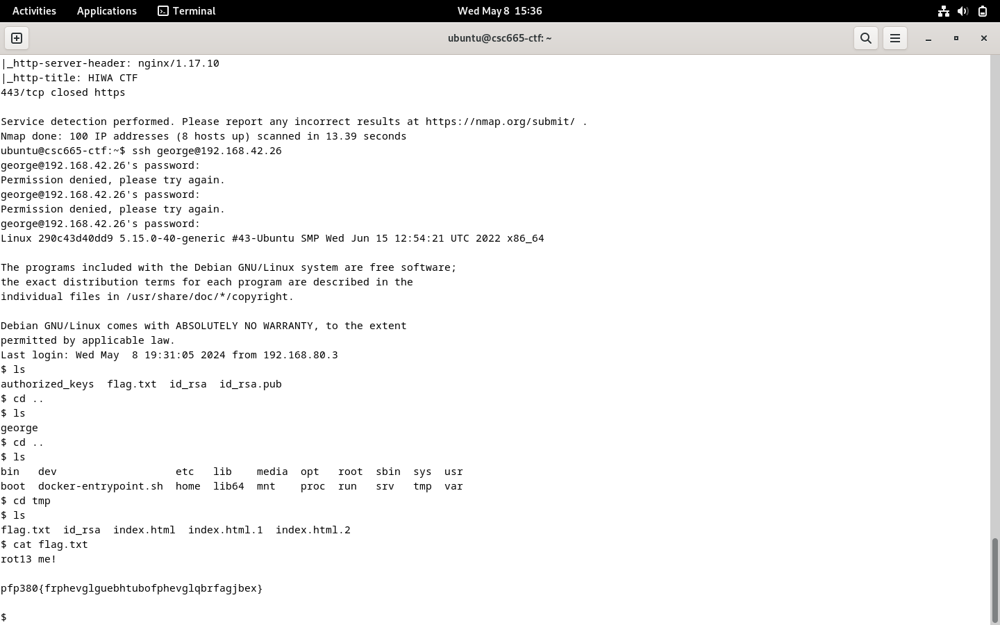 Activities Applications Terminal Wed May 8 15:36
ubuntu@csc665-ctf: ~
|_http-server-header: nginx/1.17.10
|_http-title: HIWA CTF
443/tcp closed https
Service detection performed. Please report any incorrect results at https://nmap.org/submit/ .
Nmap done: 100 IP addresses (8 hosts up) scanned in 13.39 seconds
ubuntu@csc665-ctf:~$ ssh george@192.168.42.26
george@192.168.42.26's password:
Permission denied, please try again.
george@192.168.42.26's password:
Permission denied, please try again.
george@192.168.42.26's password:
Linux 290c43d40dd9 5.15.0-40-generic #43-Ubuntu SMP Wed Jun 15 12:54:21 UTC 2022 x86_64
The programs included with the Debian GNU/Linux system are free software;
the exact distribution terms for each program are described in the
individual files in /usr/share/doc/*/copyright.
Debian GNU/Linux comes with ABSOLUTELY NO WARRANTY, to the extent
permitted by applicable law.
Last login: Wed May  8 19:31:05 2024 from 192.168.80.3
$ ls
authorized_keys  flag.txt  id_rsa  id_rsa.pub
$ cd ..
$ ls
george
$ cd ..
$ ls
bin   dev                   etc   lib    media  opt   root  sbin  sys  usr
boot  docker-entrypoint.sh  home  lib64  mnt    proc  run   srv   tmp  var
$ cd tmp
$ ls
flag.txt  id_rsa  index.html  index.html.1  index.html.2
$ cat flag.txt
rot13 me!
pfp380{frphevglguebhtubofphevglqbrfagjbex}
$